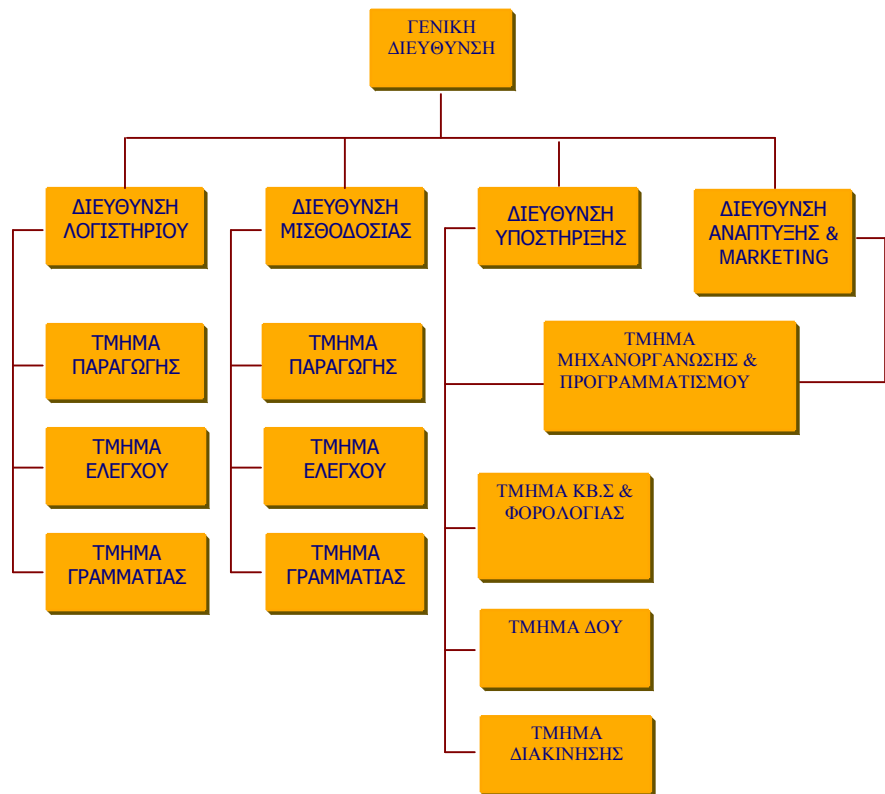 ΓΕΝΙΚΗ
ΔΙΕΥΘΥΝΣΗ
ΔΙΕΥΘΥΝΣΗ
ΛΟΓΙΣΤΗΡΙΟΥ
ΔΙΕΥΘΥΝΣΗ
ΜΙΣΘΟΔΟΣΙΑΣ
ΔΙΕΥΘΥΝΣΗ
ΥΠΟΣΤΗΡΙΞΗΣ
ΔΙΕΥΘΥΝΣΗ
ΑΝΑΠΤΥΞΗΣ &
MARKETING
ΤΜΗΜΑ
ΠΑΡΑΓΩΓΗΣ
ΤΜΗΜΑ
ΠΑΡΑΓΩΓΗΣ
ΤΜΗΜΑ
ΜΗΧΑΝΟΡΓΑΝΩΣΗΣ &
ΠΡΟΓΡΑΜΜΑΤΙΣΜΟΥ
ΤΜΗΜΑ
ΕΛΕΓΧΟΥ
ΤΜΗΜΑ
ΕΛΕΓΧΟΥ
ΤΜΗΜΑ ΚΒ.Σ &
ΦΟΡΟΛΟΓΙΑΣ
ΤΜΗΜΑ
ΓΡΑΜΜΑΤΙΑΣ
ΤΜΗΜΑ
ΓΡΑΜΜΑΤΙΑΣ
ΤΜΗΜΑ ΔΟΥ
ΤΜΗΜΑ
ΔΙΑΚΙΝΗΣΗΣ